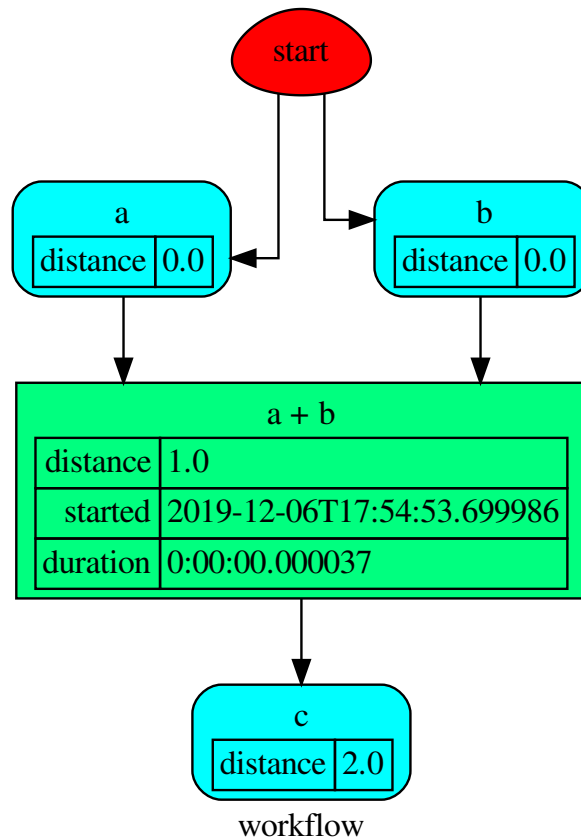 start
a
distance 0.0
b
distance 0.0
a + b
distance 1.0
started 2019-12-06T17:54:53.699986
duration 0:00:00.000037
c
distance 2.0
workflow